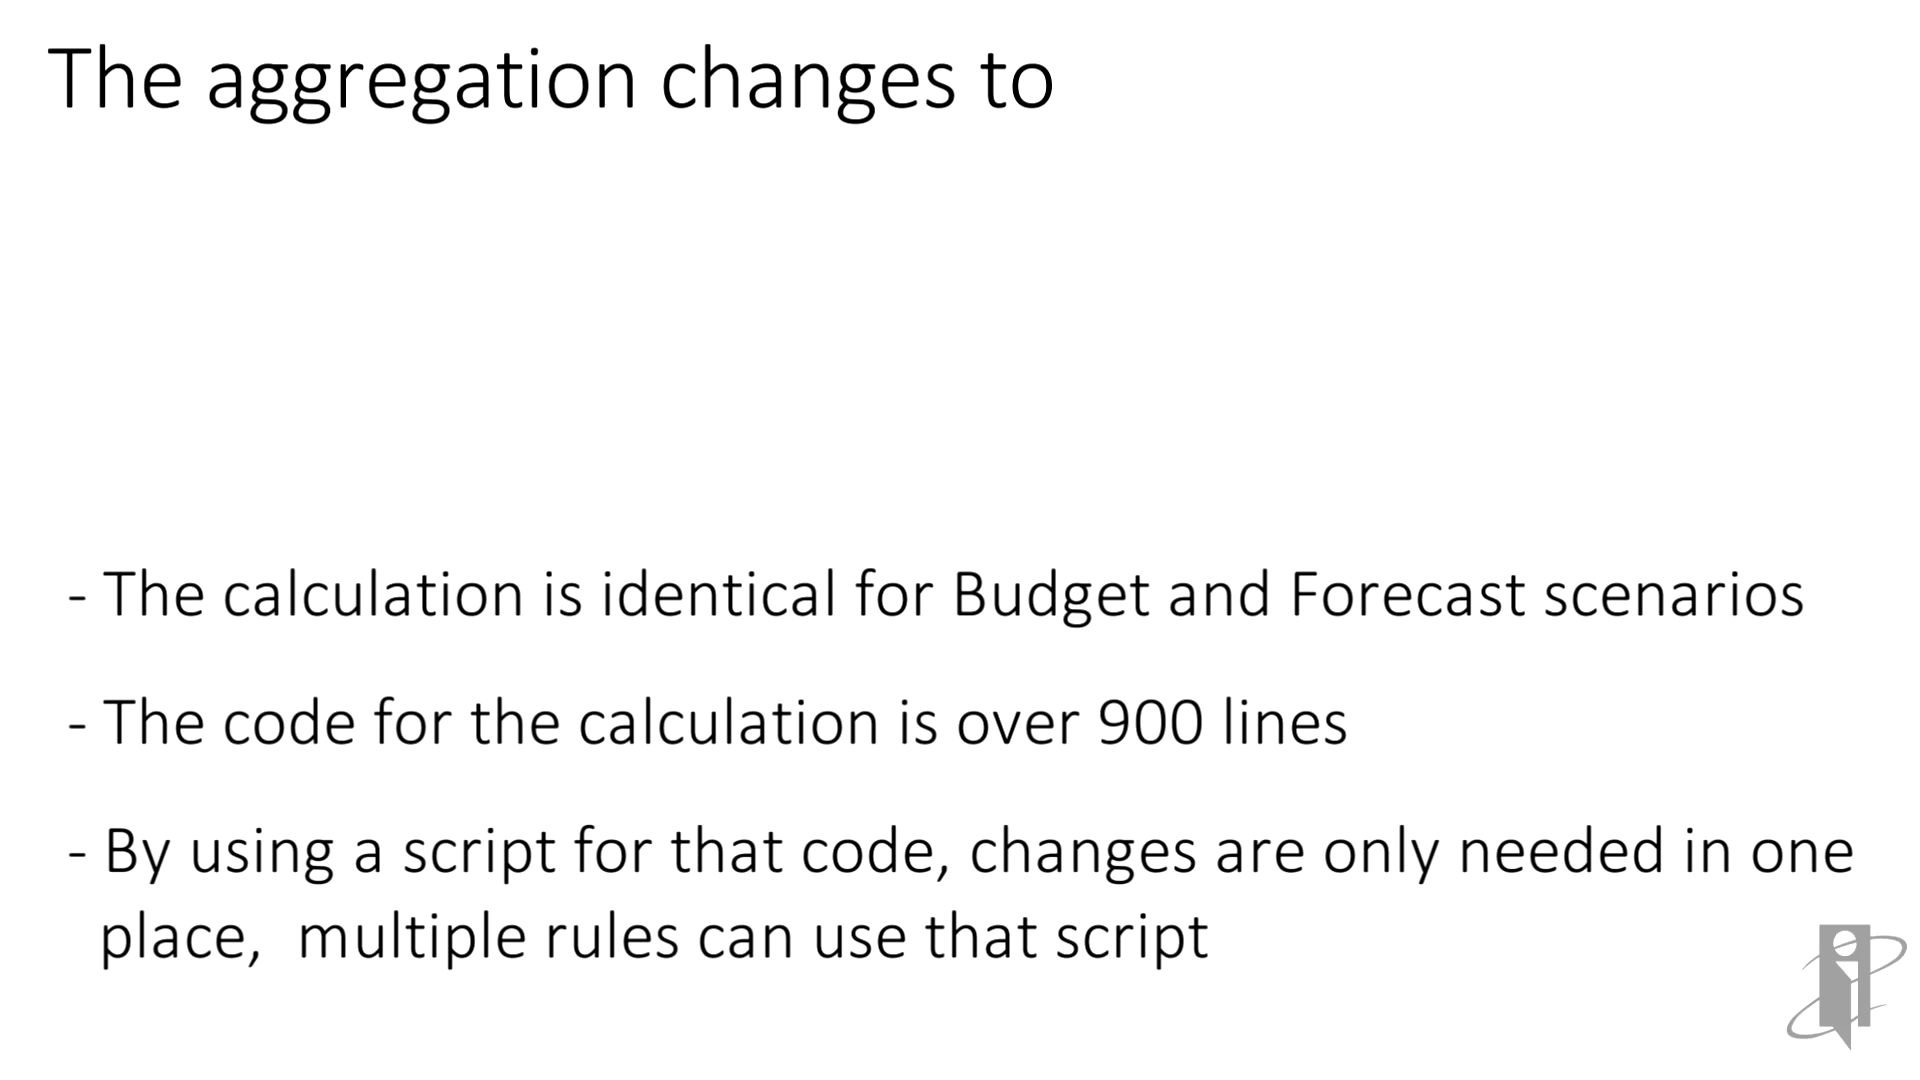 The aggregation changes to
- The calculation is identical for Budget and Forecast scenarios
- The code for the calculation is over 900 lines
- By using a script for that code, changes are only needed in one
place,  multiple rules can use that script